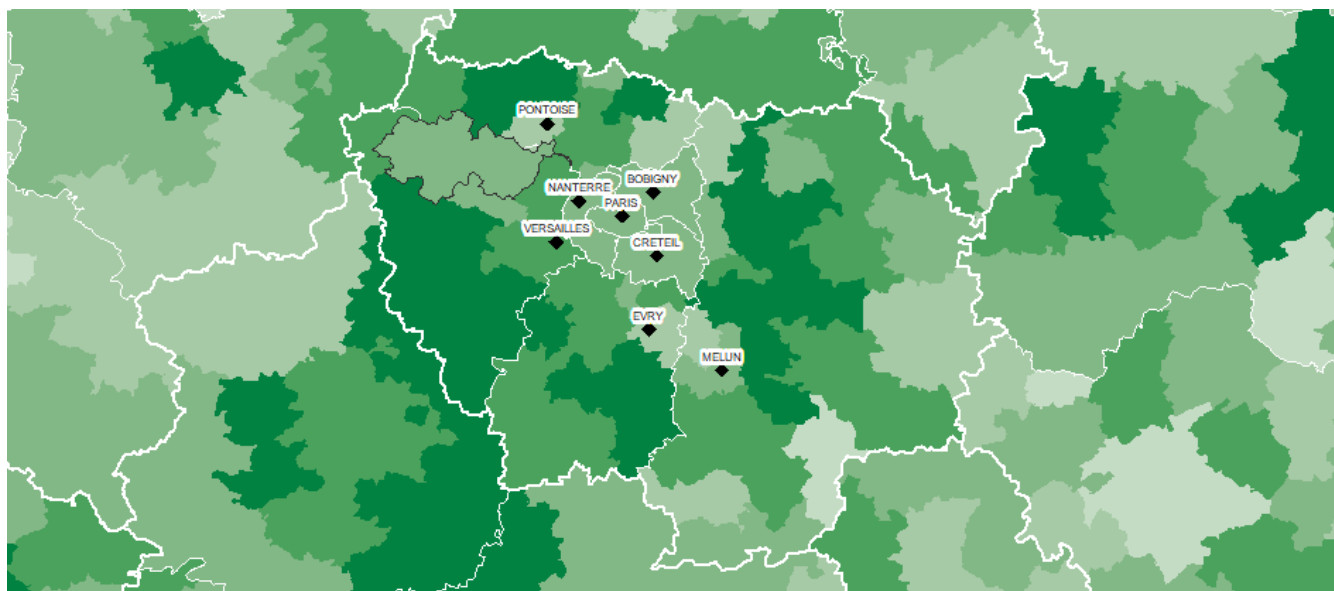 PONTOISE
BOBIGNY
NANTERRE
PARIS
VERSAILLES
CRETEIL
EVRY
MELUN